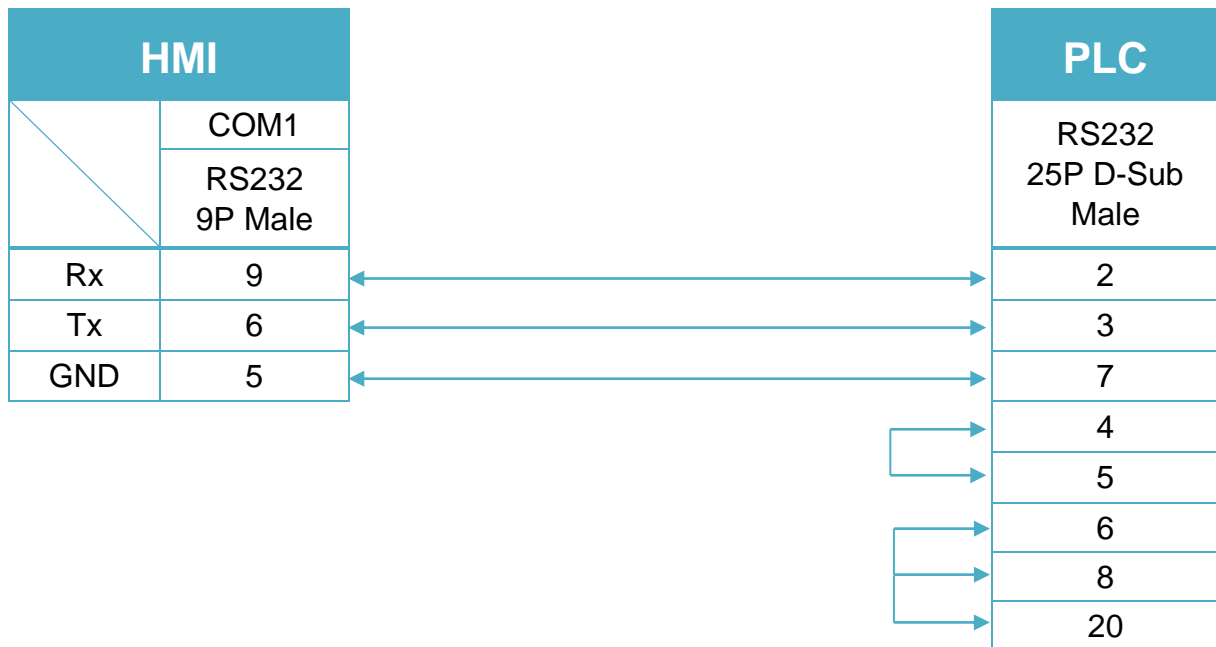 HMI
PLC
COM1
RS232
9P Male
RS232
25P D-Sub
Male
Rx 9 2
Tx 6 3
GND 5 7
4
5
6
8
20